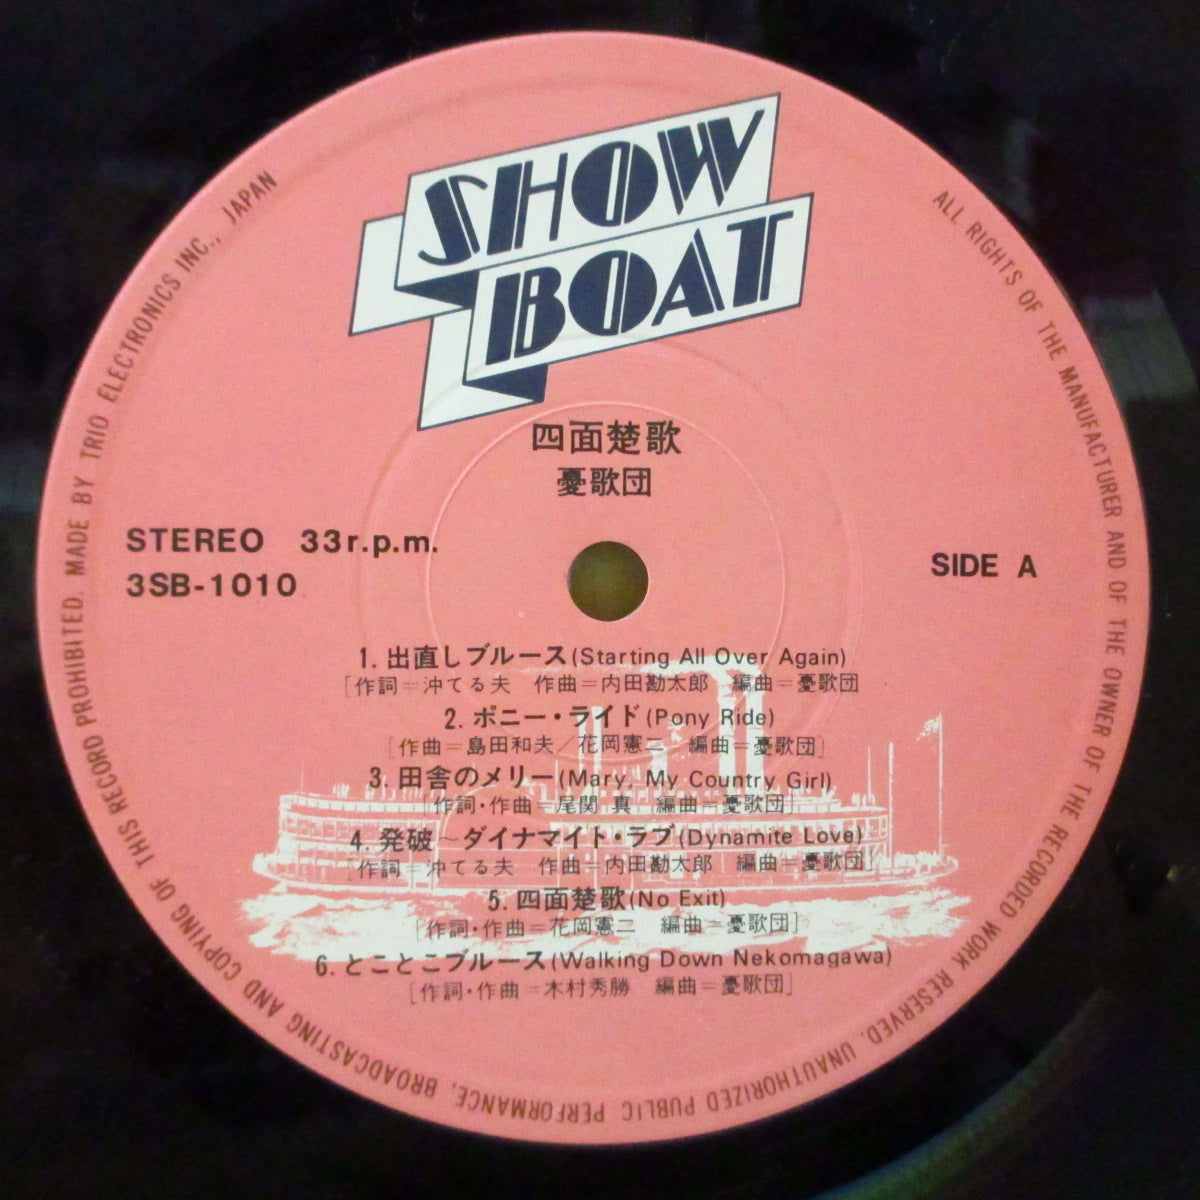 SHOW
BOAT
四面楚歌
憂歌団
STEREO 33r.p.m.
3SB-1010
SIDE A
1. 出直しブルース(Starting All Over Again)
[作詞=沖てる夫 作曲=内田勘太郎 編曲=憂歌団
2. ポニー・ライド(Pony Ride)
[作曲=島田和夫/花岡憲二 編曲=憂歌団]
3. 田舎のメリー(Mary, My Country Girl)
[作詞・作曲=尾関 真 編曲=憂歌団]
4. 発破~ダイナマイト・ラブ(Dynamite Love)
[作詞=沖てる夫 作曲=内田勘太郎 編曲=憂歌団]
5. 四面楚歌(No Exit)
[作詞・作曲=花岡憲二 編曲=憂歌団]
6. とことこブルース(Walking Down Nekomagawa)
[作詞・作曲=木村秀勝 編曲=憂歌団]
ALL RIGHTS OF THE MANUFACTURER AND OF THE OWNER OF THE RECORDED WORK RESERVED. UNAUTHORIZED PUBLIC PERFORMANCE, BROADCASTING AND COPYING OF THIS RECORD PROHIBITED. MADE BY TRIO ELECTRONICS INC., JAPAN